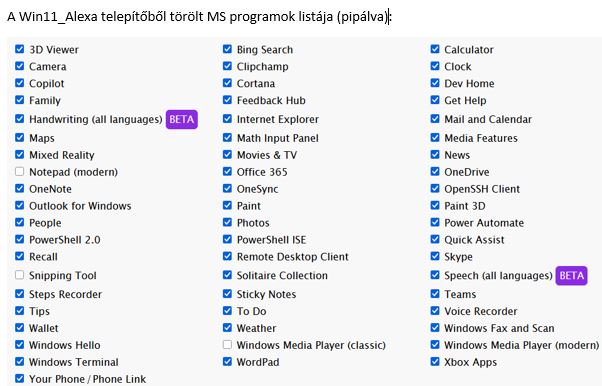 A Win11_Alexa telepítőből törölt MS programok listája (pipálva):
3D Viewer Bing Search Calculator
Camera Clipchamp Clock
Copilot Cortana Dev Home
Family Feedback Hub Get Help
Handwriting (all languages) BETA Internet Explorer Mail and Calendar
Maps Math Input Panel Media Features
Mixed Reality Movies & TV News
Notepad (modern) Office 365 OneDrive
OneNote OneSync OpenSSH Client
Outlook for Windows Paint Paint 3D
People Photos Power Automate
PowerShell 2.0 PowerShell ISE Quick Assist
Recall Remote Desktop Client Skype
Snipping Tool Solitaire Collection Speech (all languages) BETA
Steps Recorder Sticky Notes Teams
Tips To Do Voice Recorder
Wallet Weather Windows Fax and Scan
Windows Hello Windows Media Player (classic) Windows Media Player (modern)
Windows Terminal WordPad Xbox Apps
Your Phone / Phone Link